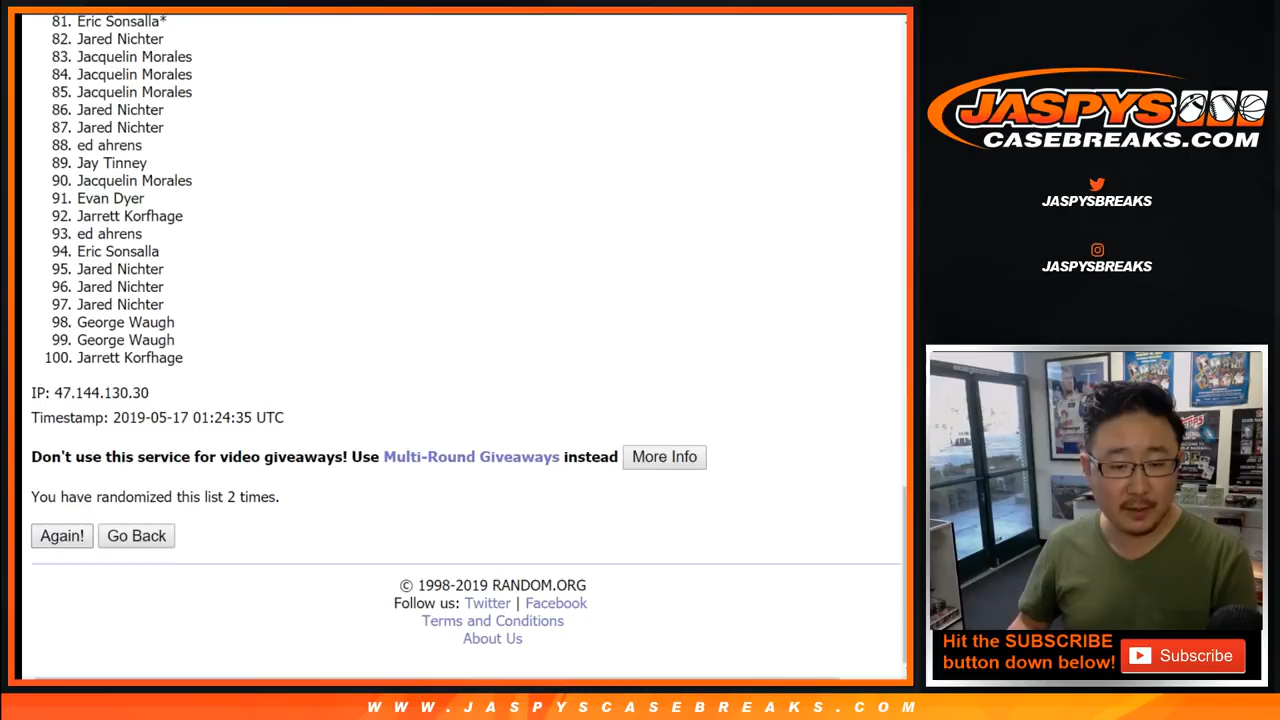 81. Eric Sonsalla*
82. Jared Nichter
83. Jacquelin Morales
84. Jacquelin Morales
85. Jacquelin Morales
86. Jared Nichter
87. Jared Nichter
88. ed ahrens
89. Jay Tinney
90. Jacquelin Morales
91. Evan Dyer
92. Jarrett Korfhage
93. ed ahrens
94. Eric Sonsalla
95. Jared Nichter
96. Jared Nichter
97. Jared Nichter
98. George Waugh
99. George Waugh
100. Jarrett Korfhage
IP: 47.144.130.30
Timestamp: 2019-05-17 01:24:35 UTC
Don't use this service for video giveaways! Use Multi-Round Giveaways instead More Info
You have randomized this list 2 times.
Again! Go Back
© 1998-2019 RANDOM.ORG
Follow us: Twitter | Facebook
Terms and Conditions
About Us
JASPYS
CASEBREAKS.COM
JASPYSBREAKS
JASPYSBREAKS
Hit the SUBSCRIBE
button down below!
Subscribe
WWW.JASPYSCASEBREAKS.COM